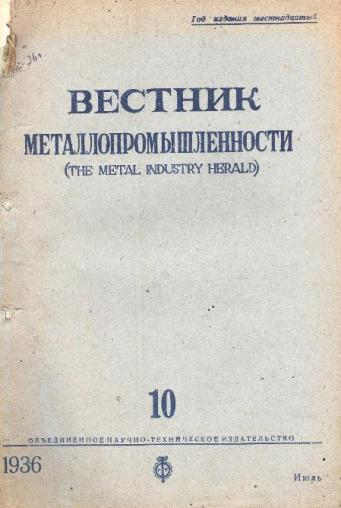 Год издания шестнадцатый
ВЕСТНИК
МЕТАЛЛОПРОМЫШЛЕННОСТИ
(THE METAL INDUSTRY HERALD)
10
ОБЪЕДИНЕННОЕ НАУЧНО-ТЕХНИЧЕСКОЕ ИЗДАТЕЛЬСТВО
1936
Июль